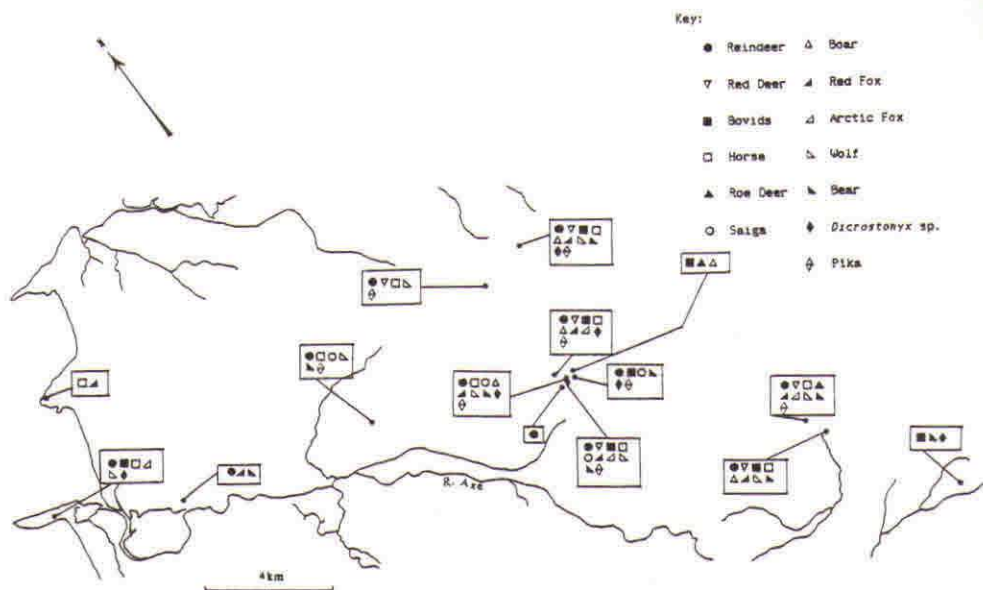 Key:
Reindeer
Boar
Red Deer
Red Fox
Bovids
Arctic Fox
Horse
Wolf
Roe Deer
Bear
Saiga
Dicrostonyx sp.
Pika
R. Axe
4km